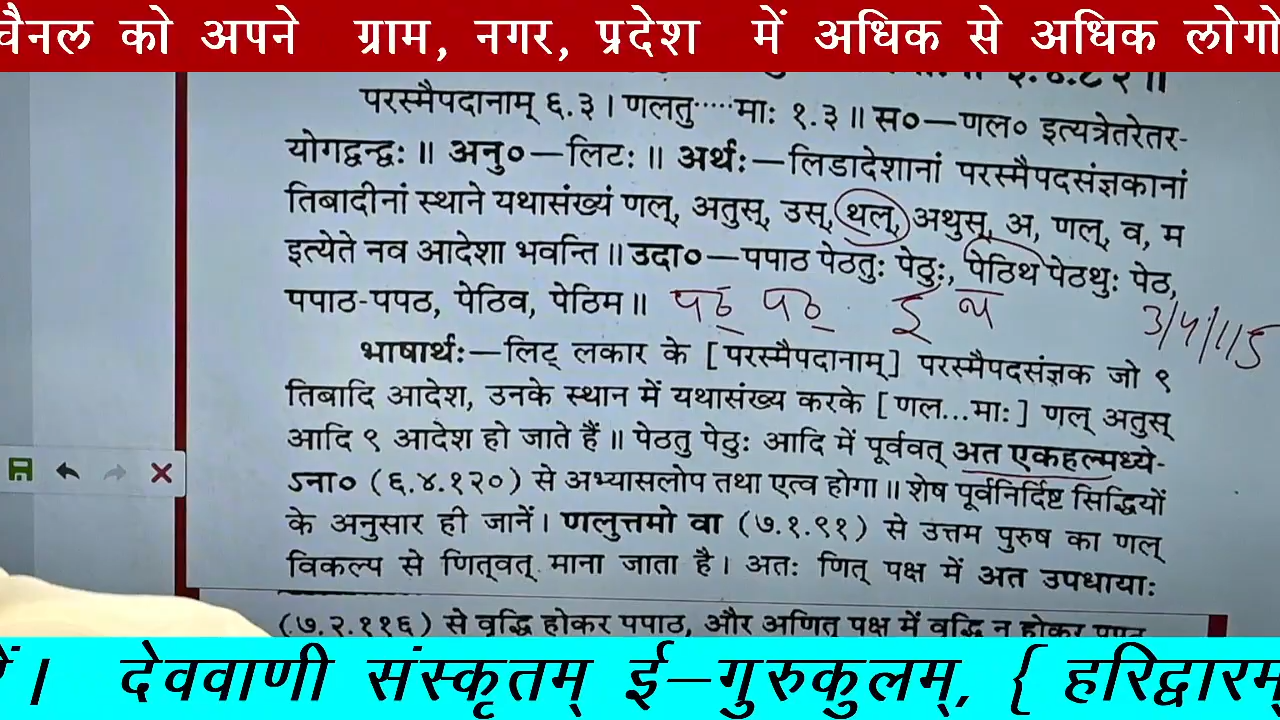 चैनल को अपने ग्राम, नगर, प्रदेश में अधिक से अधिक लोगो
परस्मैपदानाम् ६.३ । णलतु·····माः १.३ ॥ स०—णल० इत्यत्रेतरेतर-
योगद्वन्द्वः ॥ अनु०—लिटः ॥ अर्थः—लिडादेशानां परस्मैपदसंज्ञकानां
तिबादीनां स्थाने यथासंख्यं णल्, अतुस्, उस्, थल्, अथुस्, अ, णल्, व, म
इत्येते नव आदेशा भवन्ति ॥ उदा०—पपाठ पेठतुः पेठुः, पेठिथ पेठथुः पेठ,
पपाठ-पपठ, पेठिव, पेठिम ॥ पठ् पठ् इ थ
भाषार्थः—लिट् लकार के [परस्मैपदानाम्] परस्मैपदसंज्ञक जो ९
तिबादि आदेश, उनके स्थान में यथासंख्य करके [णल...माः] णल् अतुस्
आदि ९ आदेश हो जाते हैं ॥ पेठतु पेठुः आदि में पूर्ववत् अत एकहल्मध्ये-
ऽना० (६.४.१२०) से अभ्यासलोप तथा एत्व होगा ॥ शेष पूर्वनिर्दिष्ट सिद्धियों
के अनुसार ही जानें । णलुत्तमो वा (७.१.९१) से उत्तम पुरुष का णल्
विकल्प से णित्‌वत् माना जाता है । अतः णित् पक्ष में अत उपधायाः
(७.२.११६) से वृद्धि होकर पपाठ, और अणित् पक्ष में वृद्धि न होकर पपठ
। देववाणी संस्कृतम् ई-गुरुकुलम्, { हरिद्वारम्